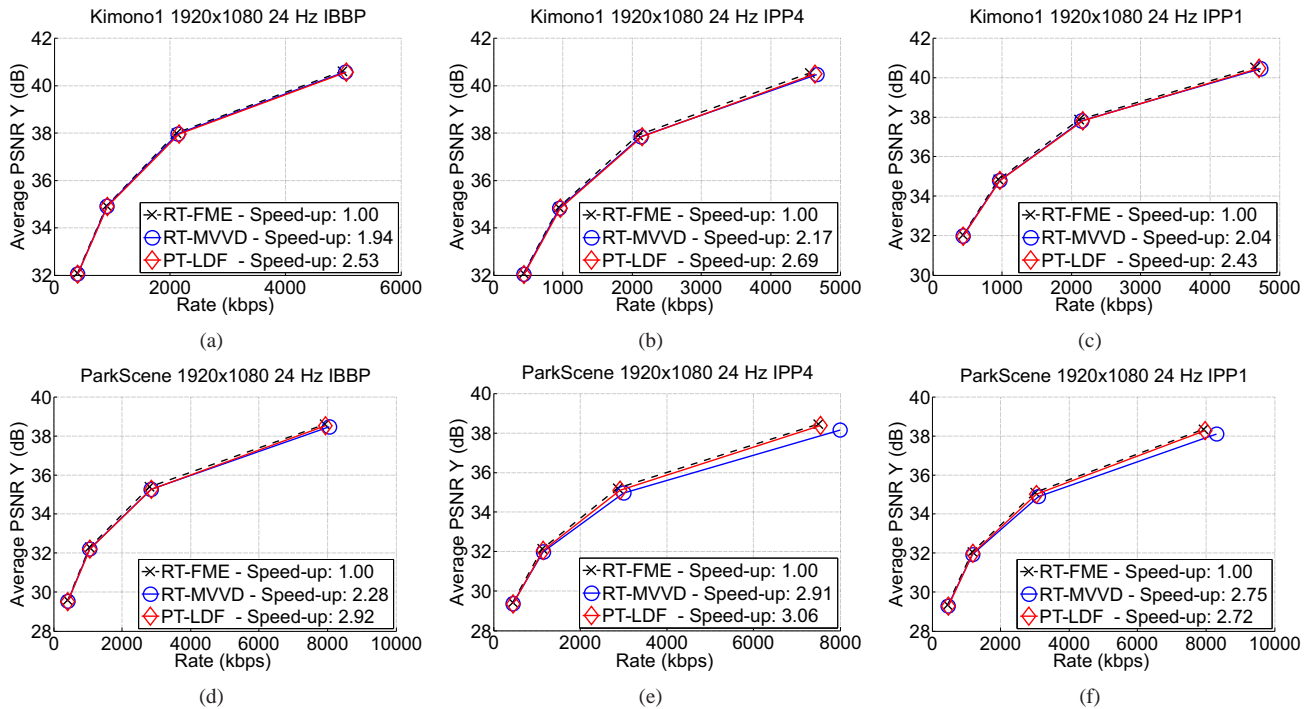 Kimono1 1920x1080 24 Hz IBBP
42
40
38
36
34
32
Average PSNR Y (dB)
RT-FME - Speed-up: 1.00
RT-MVVD - Speed-up: 1.94
PT-LDF - Speed-up: 2.53
0 2000 4000 6000
Rate (kbps)
(a)
Kimono1 1920x1080 24 Hz IPP4
42
40
38
36
34
32
Average PSNR Y (dB)
RT-FME - Speed-up: 1.00
RT-MVVD - Speed-up: 2.17
PT-LDF - Speed-up: 2.69
0 1000 2000 3000 4000 5000
Rate (kbps)
(b)
Kimono1 1920x1080 24 Hz IPP1
42
40
38
36
34
32
30
Average PSNR Y (dB)
RT-FME - Speed-up: 1.00
RT-MVVD - Speed-up: 2.04
PT-LDF - Speed-up: 2.43
0 1000 2000 3000 4000 5000
Rate (kbps)
(c)
ParkScene 1920x1080 24 Hz IBBP
40
38
36
34
32
30
28
Average PSNR Y (dB)
RT-FME - Speed-up: 1.00
RT-MVVD - Speed-up: 2.28
PT-LDF - Speed-up: 2.92
0 2000 4000 6000 8000 10000
Rate (kbps)
(d)
ParkScene 1920x1080 24 Hz IPP4
40
38
36
34
32
30
28
Average PSNR Y (dB)
RT-FME - Speed-up: 1.00
RT-MVVD - Speed-up: 2.91
PT-LDF - Speed-up: 3.06
0 2000 4000 6000 8000
Rate (kbps)
(e)
ParkScene 1920x1080 24 Hz IPP1
40
38
36
34
32
30
28
Average PSNR Y (dB)
RT-FME - Speed-up: 1.00
RT-MVVD - Speed-up: 2.75
PT-LDF - Speed-up: 2.72
0 2000 4000 6000 8000 10000
Rate (kbps)
(f)